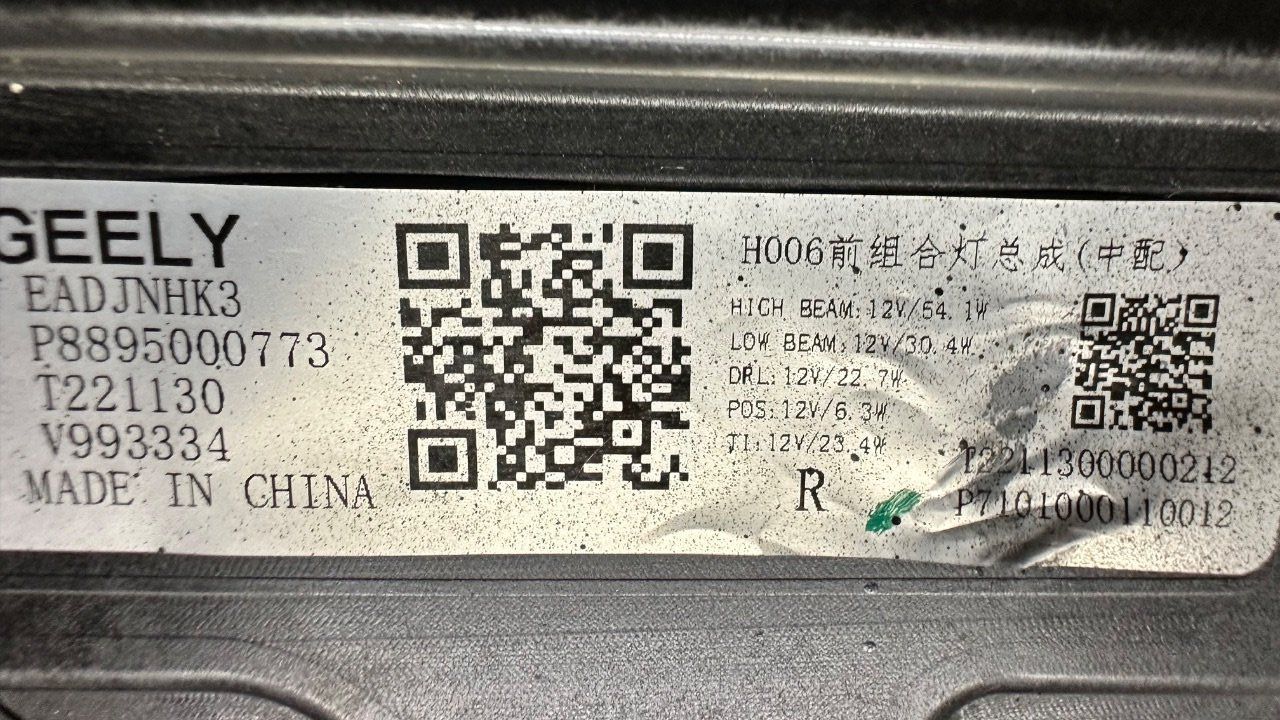 GEELY
EADJNHK3
P8895000773
T221130
V993334
MADE IN CHINA
H006前组合灯总成(中配)
HIGH BEAM:12V/54.1W
LOW BEAM:12V/30.4W
DRL:12V/22.7W
POS:12V/6.3W
TI:12V/23.4W
R
T2211300000212
P7101000110012